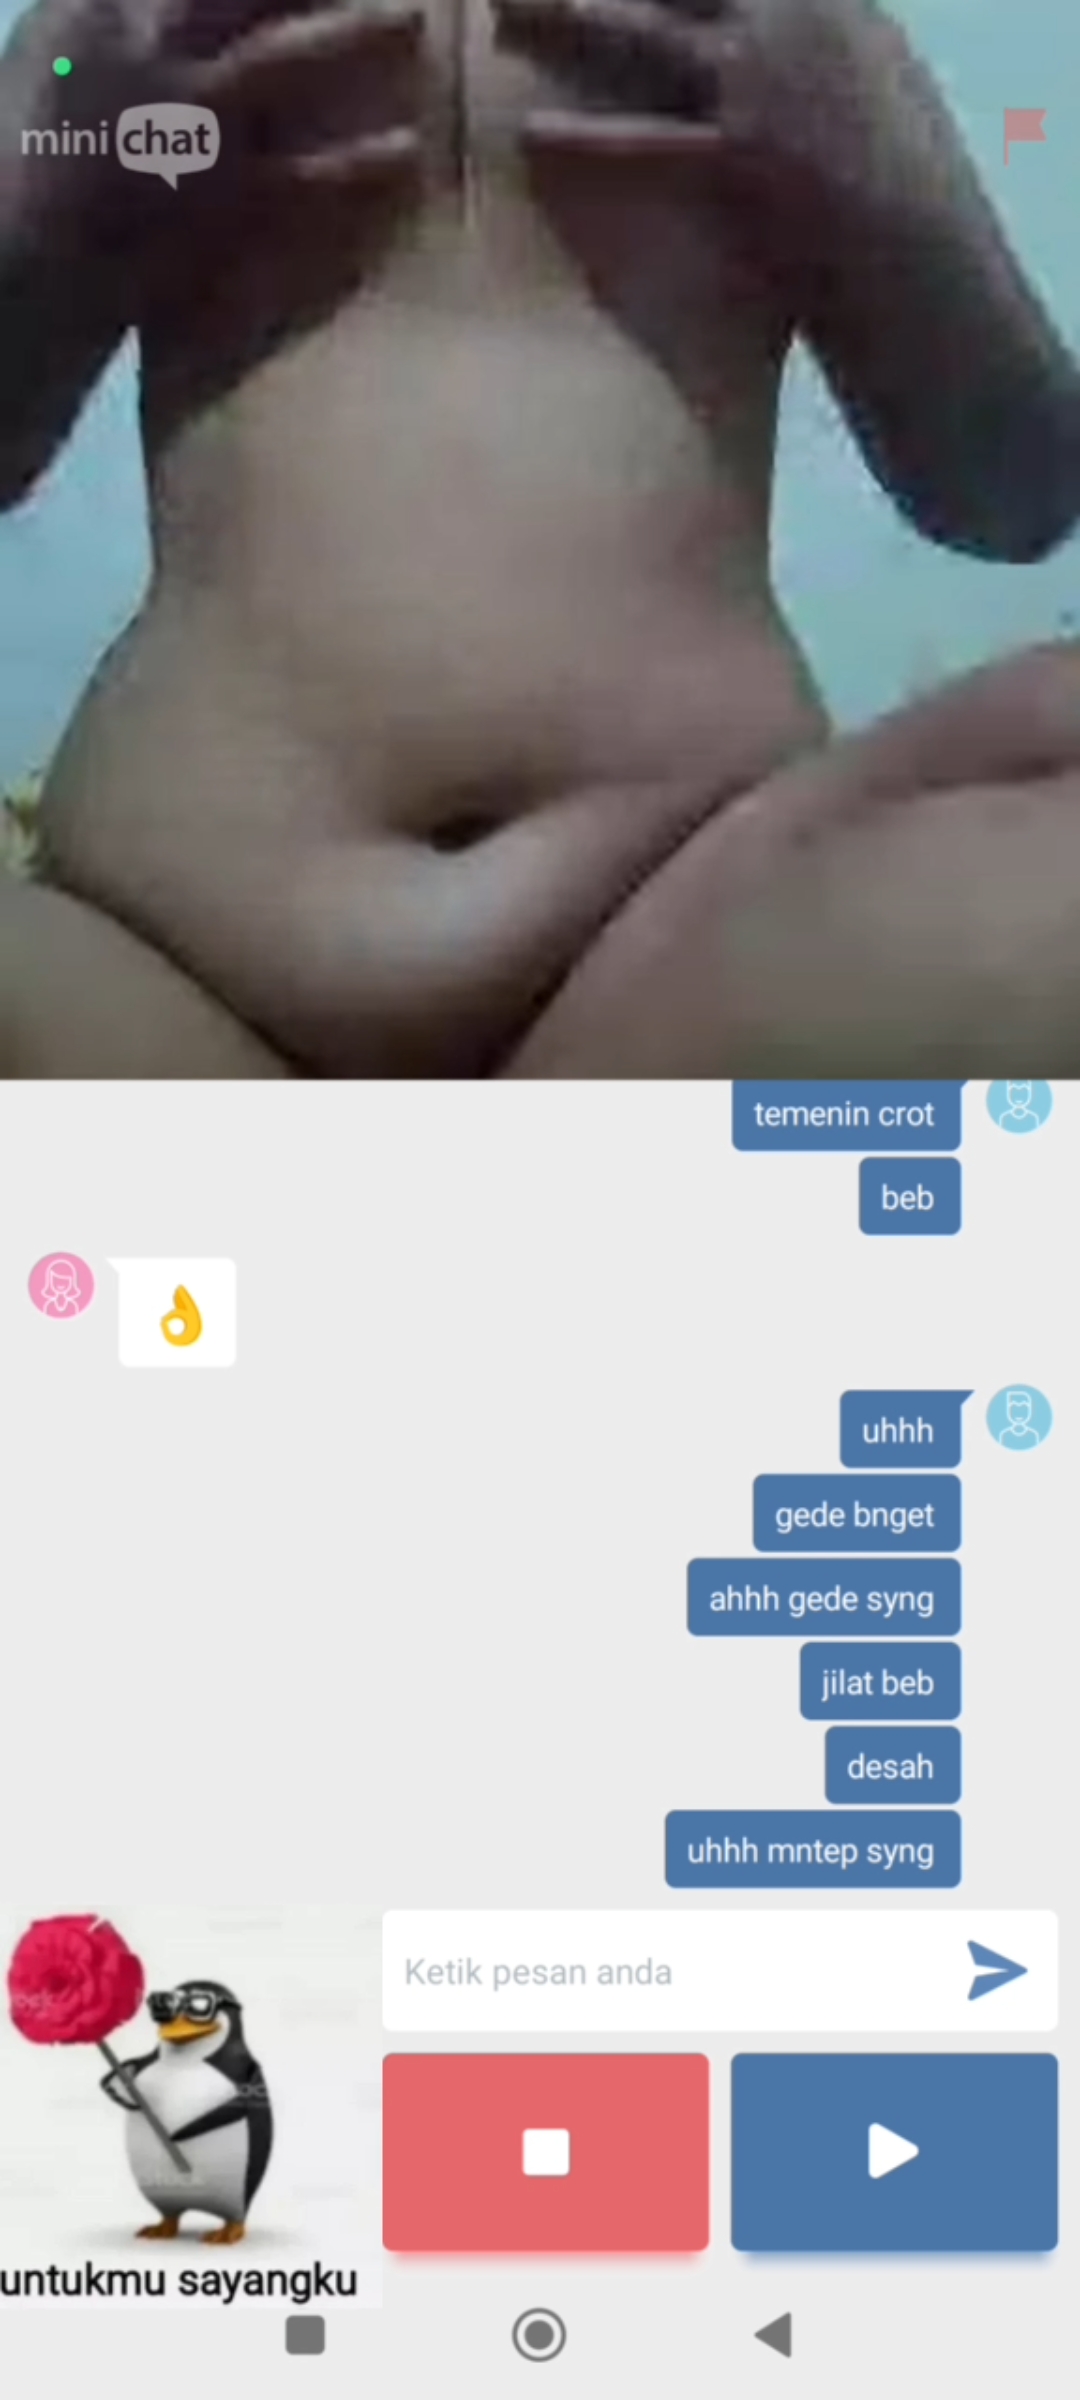 mini chat
temenin crot
beb
👌
uhhh
gede bnget
ahhh gede syng
jilat beb
desah
uhhh mntep syng
Ketik pesan anda
untukmu sayangku